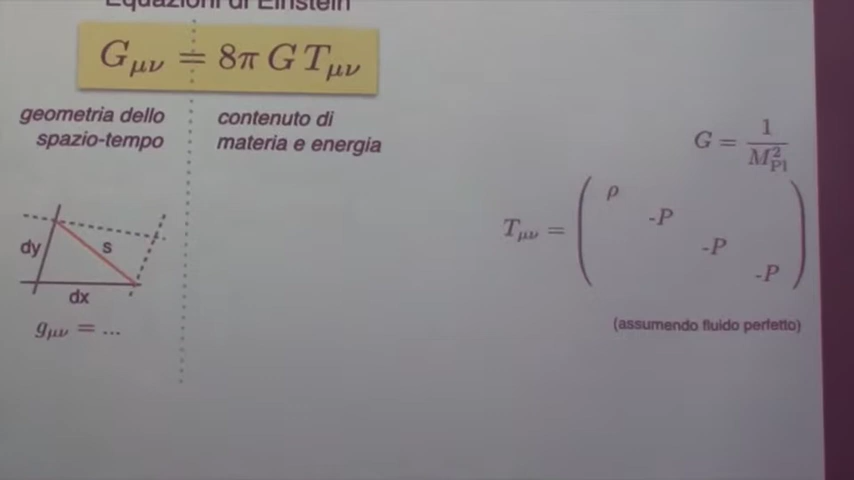 Equazioni di Einstein
G_{μν} = 8π G T_{μν}
geometria dello
spazio-tempo
contenuto di
materia e energia
dy
s
dx
g_{μν} = ...
G = 1 / M_{Pl}^2
T_{μν} = ( ρ
-P
-P
-P )
(assumendo fluido perfetto)